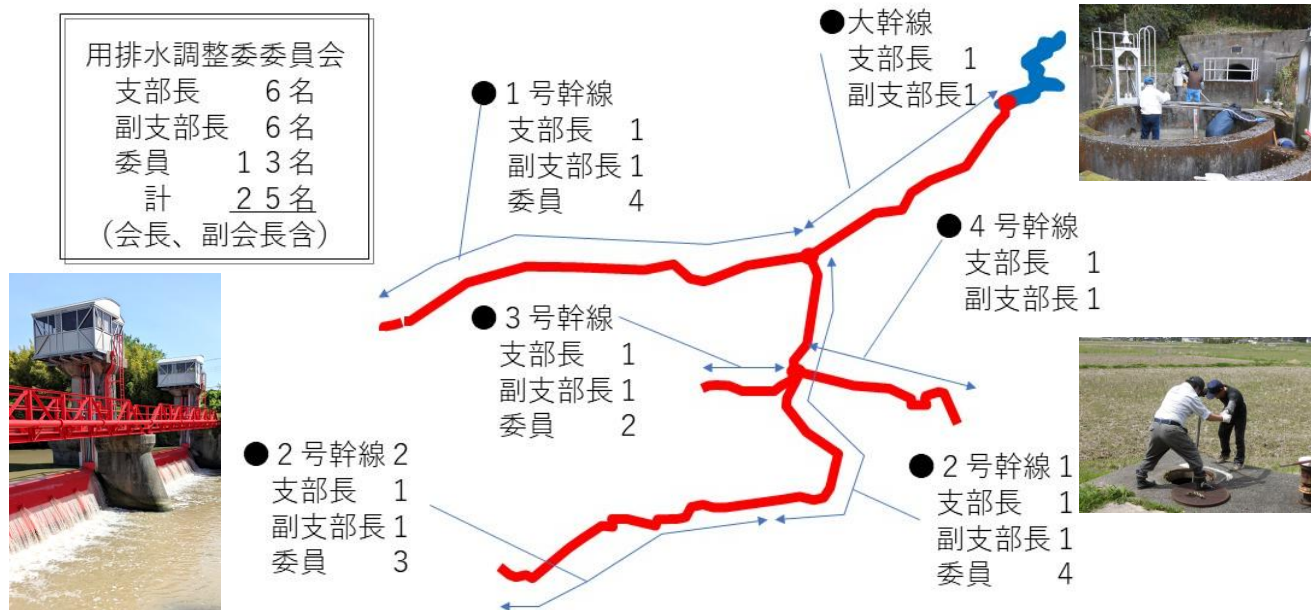 用排水調整委委員会
支部長 6名
副支部長 6名
委員 13名
計 25名
(会長、副会長含)
●大幹線
支部長 1
副支部長1
●1号幹線
支部長 1
副支部長1
委員 4
●4号幹線
支部長 1
副支部長1
●3号幹線
支部長 1
副支部長1
委員 2
●2号幹線2
支部長 1
副支部長1
委員 3
●2号幹線1
支部長 1
副支部長1
委員 4